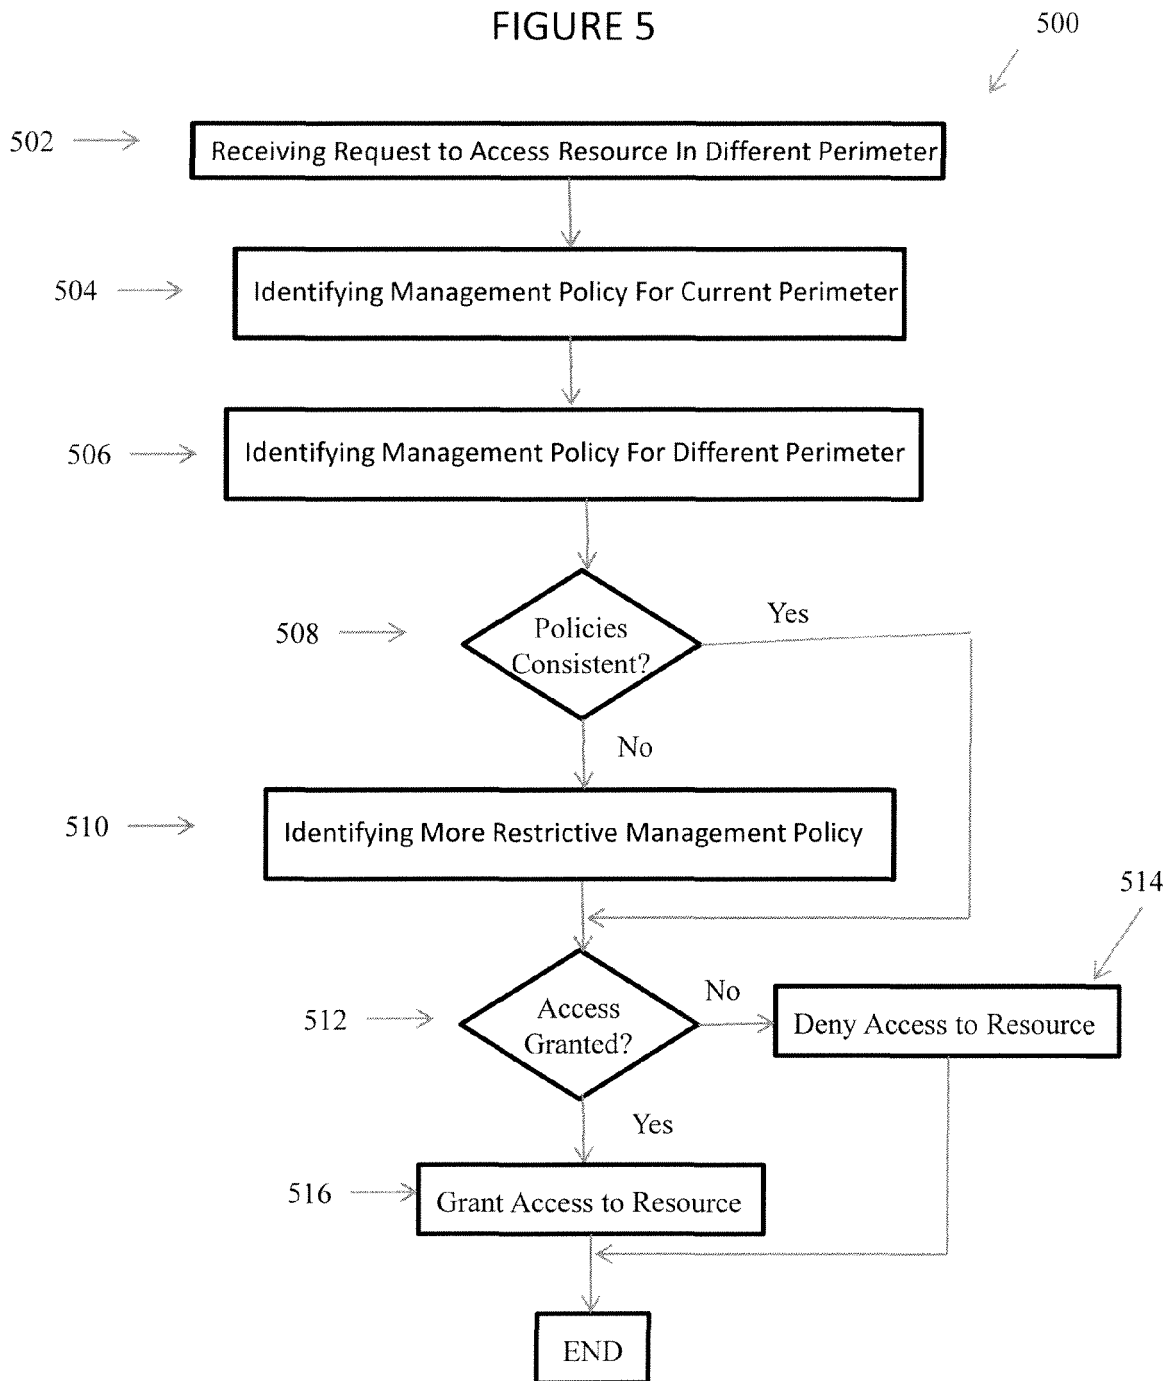 FIGURE 5
500
502
Receiving Request to Access Resource In Different Perimeter
504
Identifying Management Policy For Current Perimeter
506
Identifying Management Policy For Different Perimeter
508
Policies
Consistent?
Yes
No
510
Identifying More Restrictive Management Policy
514
512
Access
Granted?
No
Deny Access to Resource
Yes
516
Grant Access to Resource
END